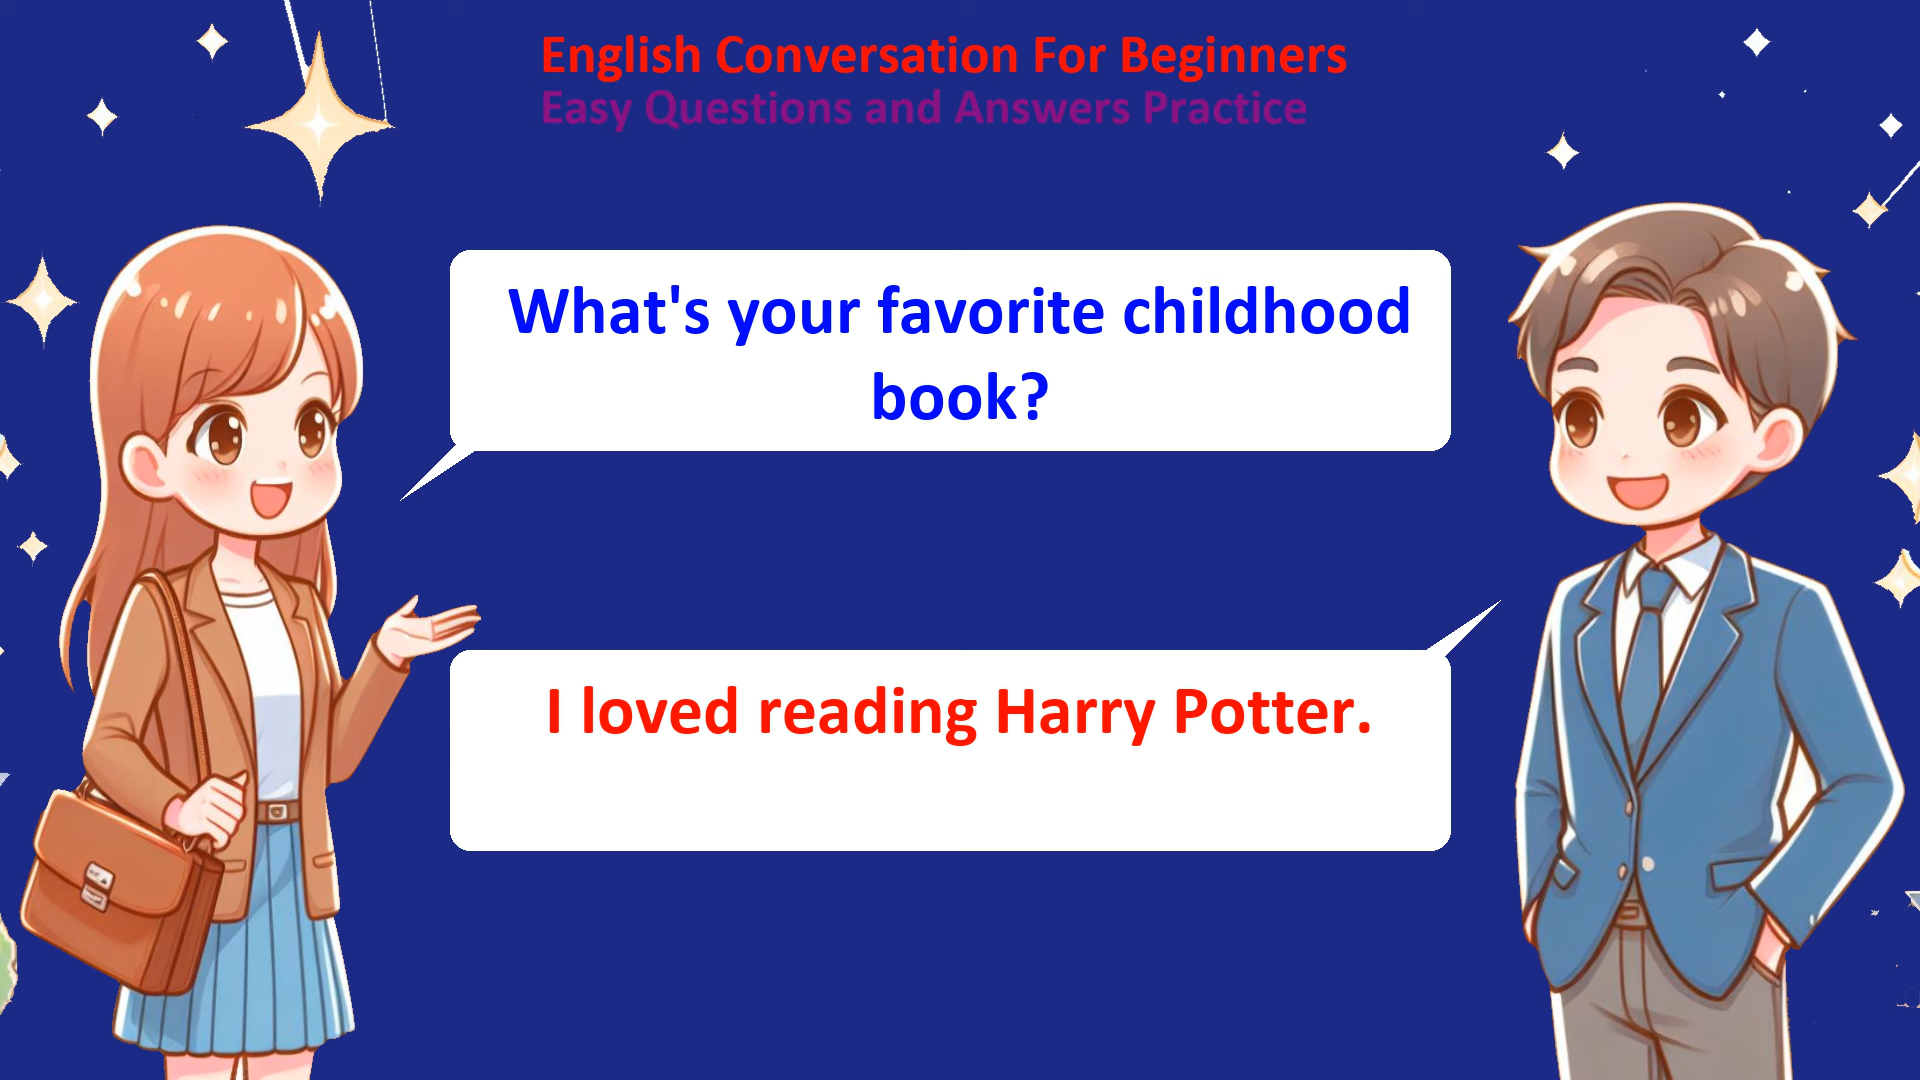 English Conversation For Beginners
Easy Questions and Answers Practice
What's your favorite childhood
book?
I loved reading Harry Potter.